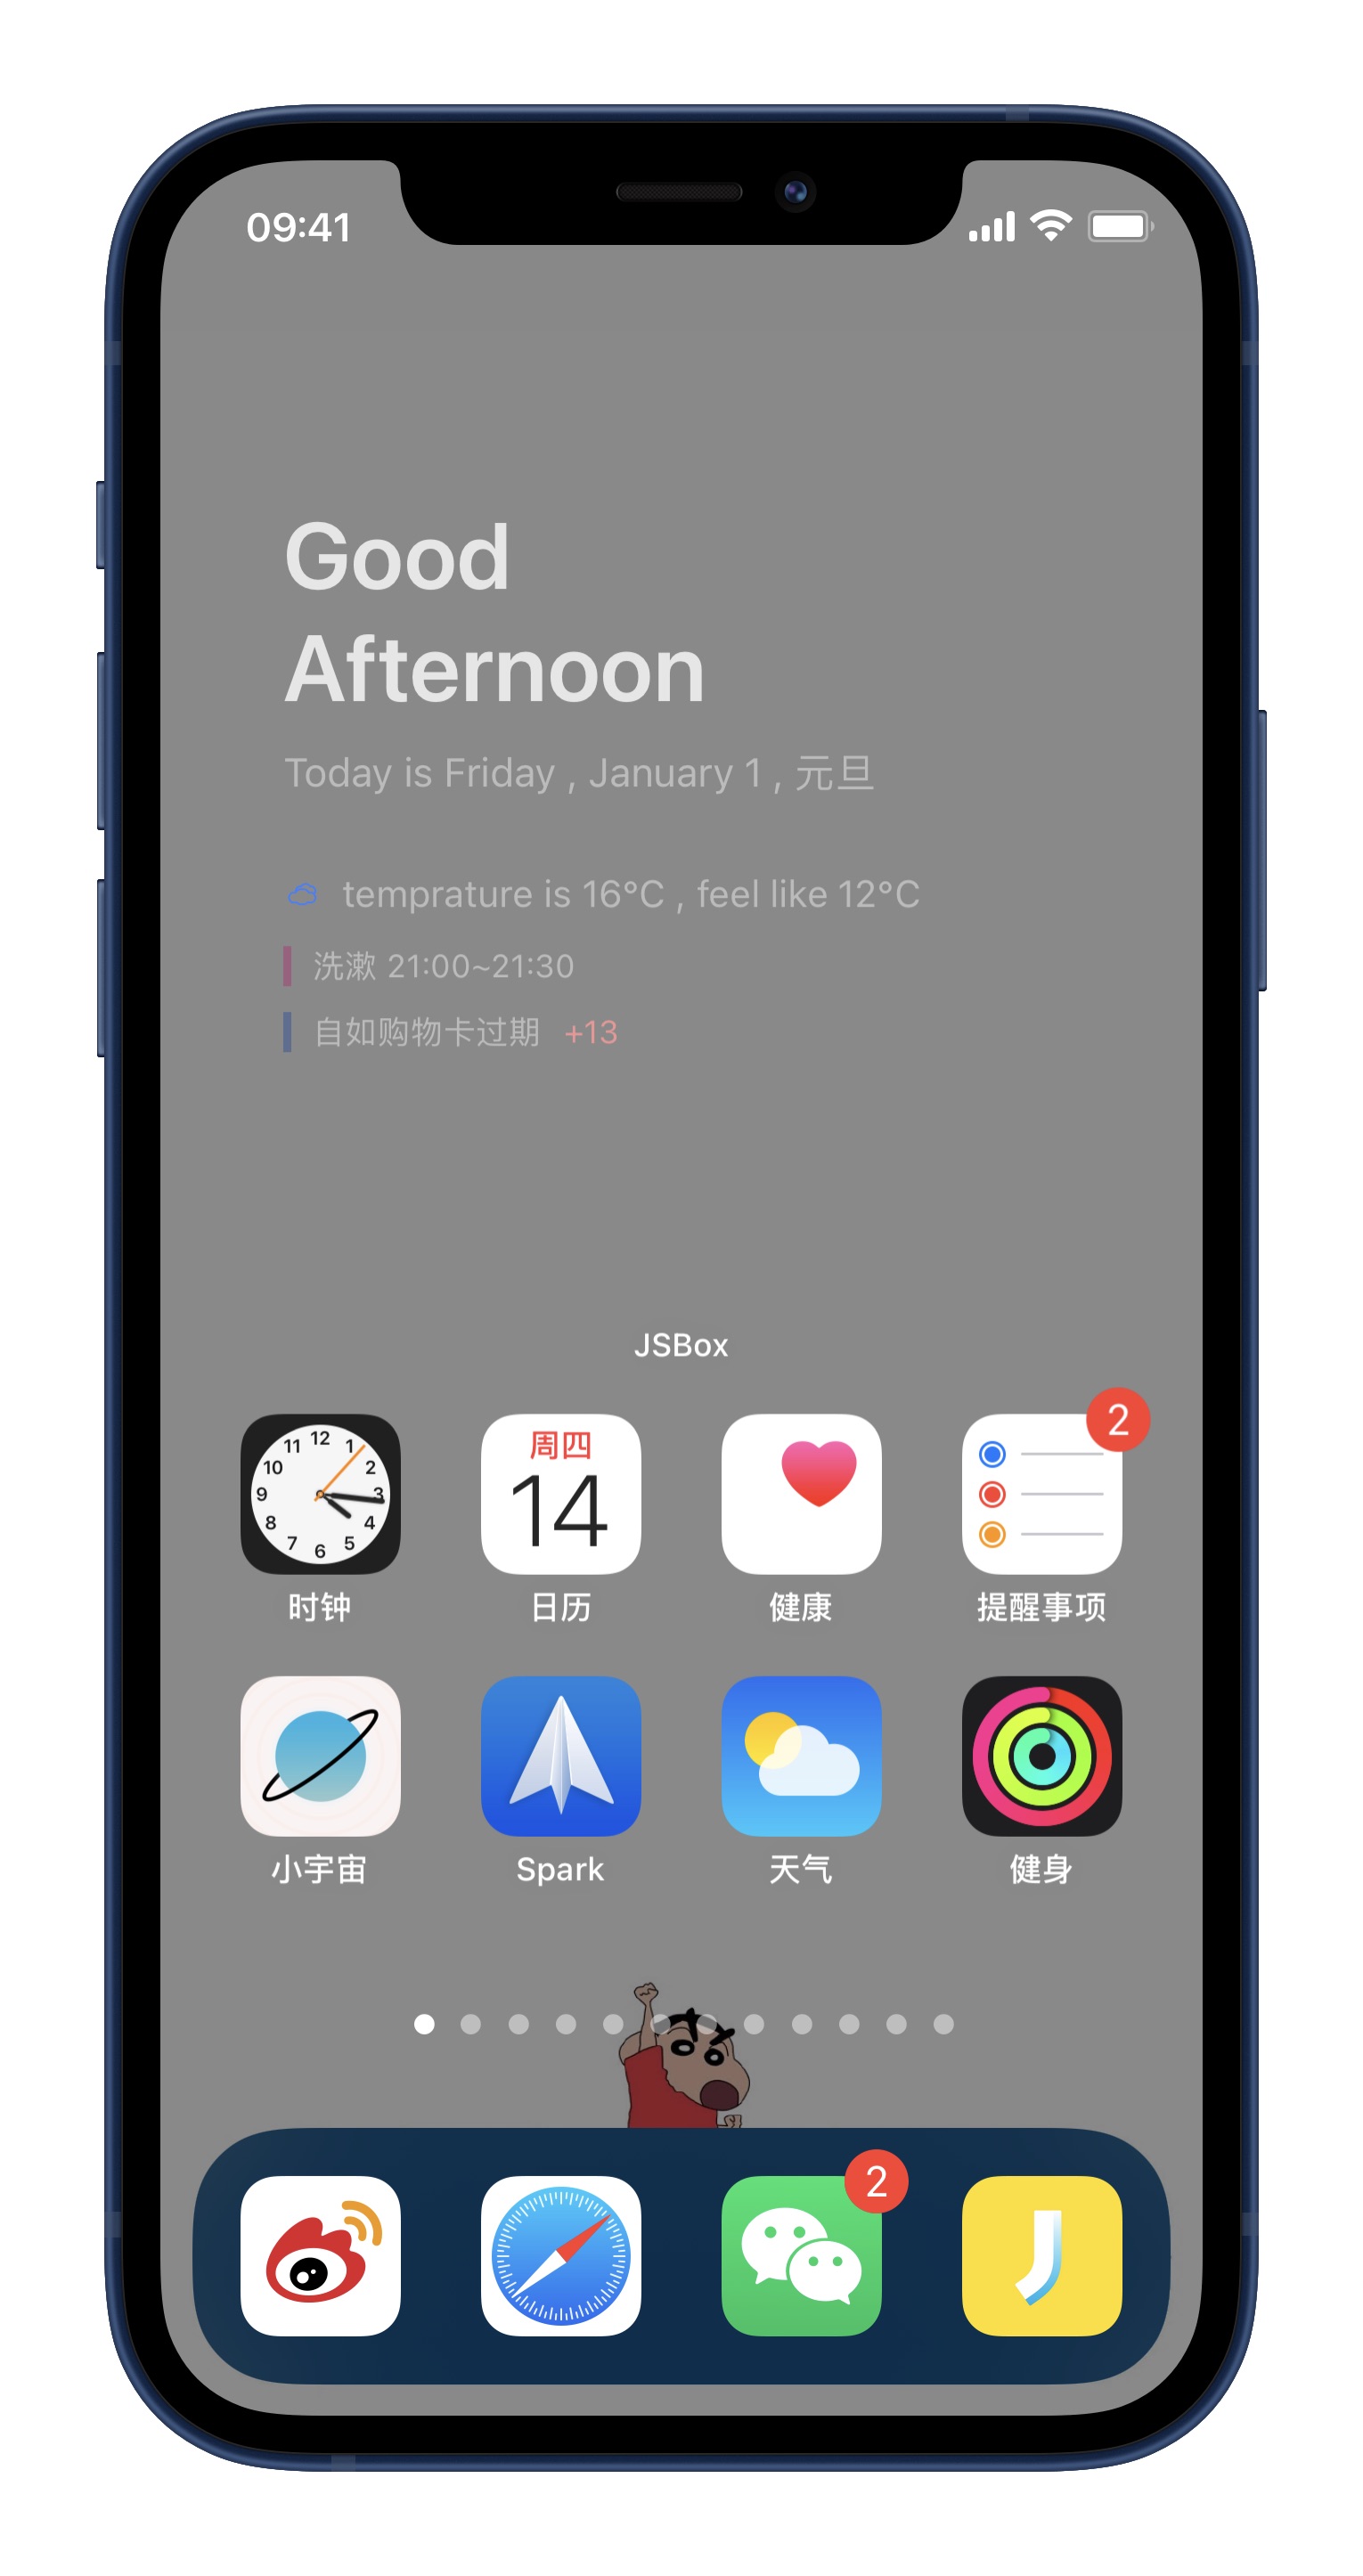 09:41
Good
Afternoon
Today is Friday , January 1 , 元旦
temprature is 16°C , feel like 12°C
洗漱 21:00~21:30
自如购物卡过期 +13
JSBox
12
11 1
10 2
9 3
8 4
7 6 5
周四
14
2
时钟 日历 健康 提醒事项
小宇宙 Spark 天气 健身
2